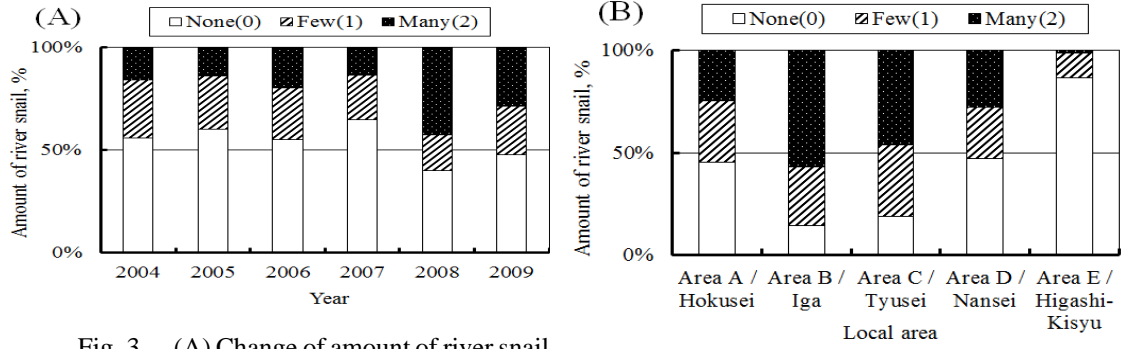 (A)
None(0) Few(1) Many(2)
Amount of river snail, %
100%
50%
0%
2004 2005 2006 2007 2008 2009
Year
(B)
None(0) Few(1) Many(2)
Amount of river snail, %
100%
50%
0%
Area A / Hokusei
Area B / Iga
Area C / Tyusei
Area D / Nansei
Area E / Higashi-Kisyu
Local area
Fig. 3 (A) Change of amount of river snail